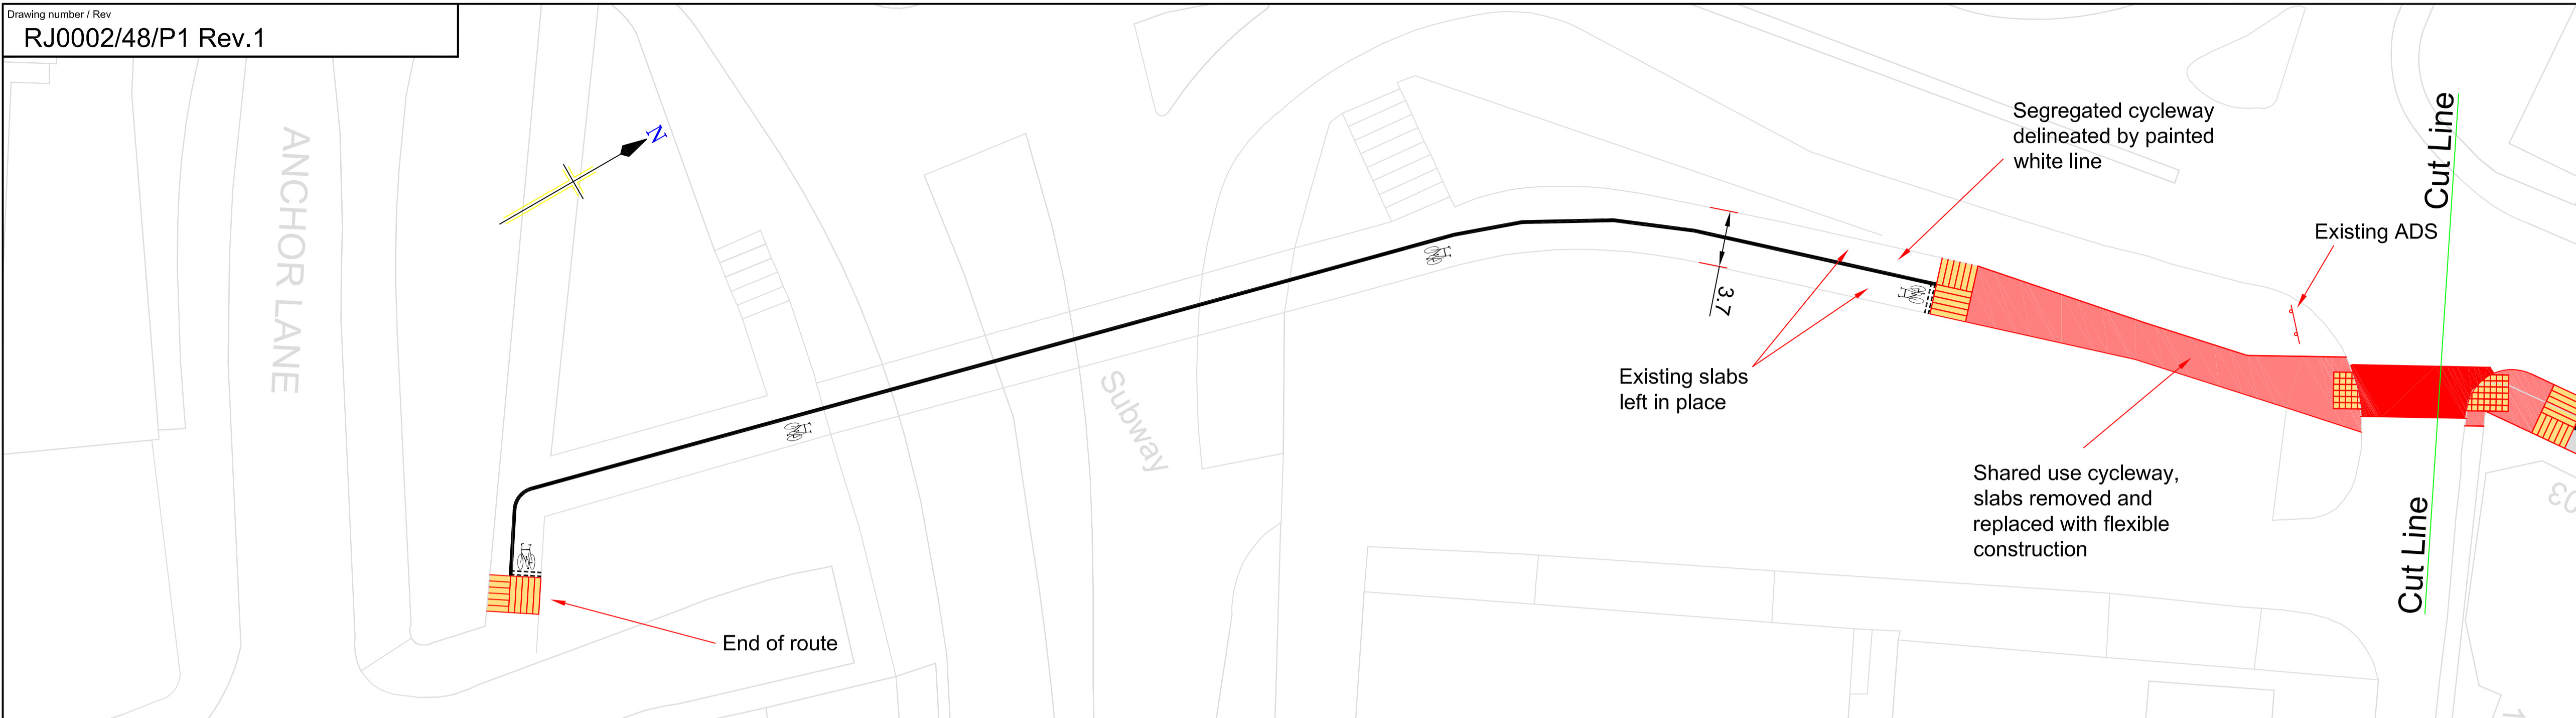 Drawing number / Rev
RJ0002/48/P1 Rev.1
ANCHOR LANE
N
Subway
3.7
Segregated cycleway
delineated by painted
white line
Existing slabs
left in place
Existing ADS
Cut Line
Shared use cycleway,
slabs removed and
replaced with flexible
construction
Cut Line
End of route